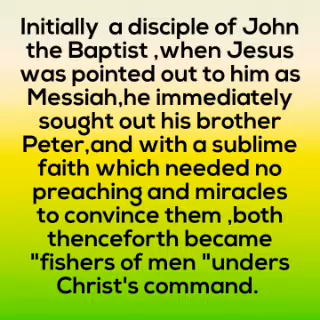 Initially a disciple of John
the Baptist ,when Jesus
was pointed out to him as
Messiah,he immediately
sought out his brother
Peter,and with a sublime
faith which needed no
preaching and miracles
to convince them ,both
thenceforth became
"fishers of men "unders
Christ's command.